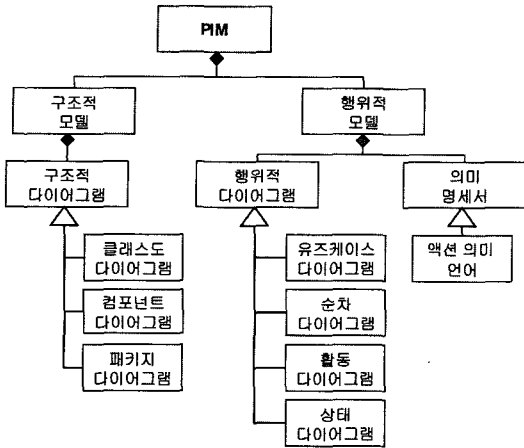 PIM
구조적
모델
행위적
모델
구조적
다이어그램
행위적
다이어그램
의미
명세서
클래스도
다이어그램
컴포넌트
다이어그램
패키지
다이어그램
유즈케이스
다이어그램
순차
다이어그램
활동
다이어그램
상태
다이어그램
액션 의미
언어